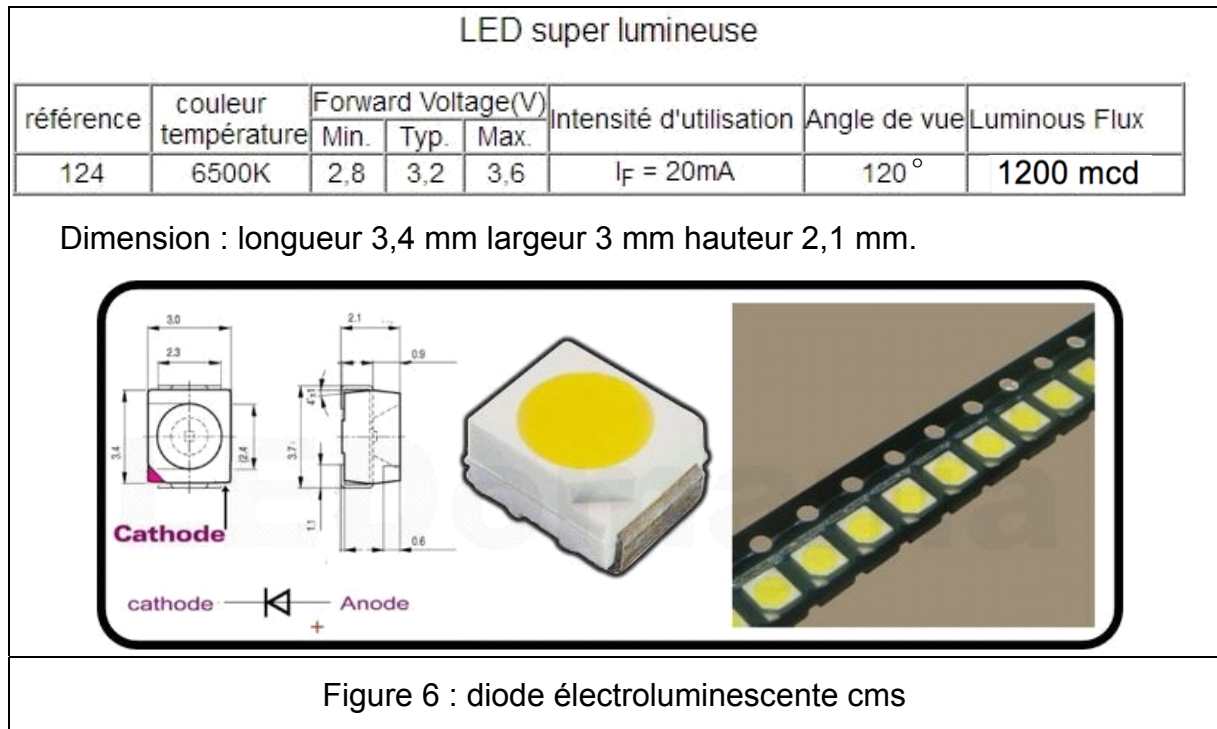 LED super lumineuse
référence couleur température Forward Voltage(V) Intensité d'utilisation Angle de vue Luminous Flux
Min. Typ. Max.
124 6500K 2,8 3,2 3,6 IF = 20mA 120° 1200 mcd
Dimension : longueur 3,4 mm largeur 3 mm hauteur 2,1 mm.
3.0
2.3
3.4
2.4
2.1
0.9
4°±1
3.7
1.1
0.6
Cathode
cathode Anode
+
Figure 6 : diode électroluminescente cms